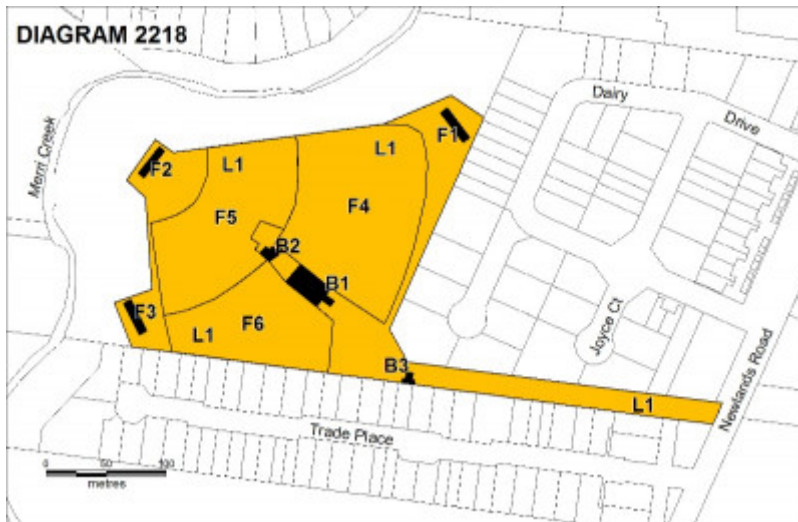 DIAGRAM 2218
Dairy
Drive
F1
L1
F2
L1
Merri Creek
F4
F5
B2
B1
F3
F6
L1
Joyce Ct
B3
Newlands Road
L1
Trade Place
0 50 100
metres